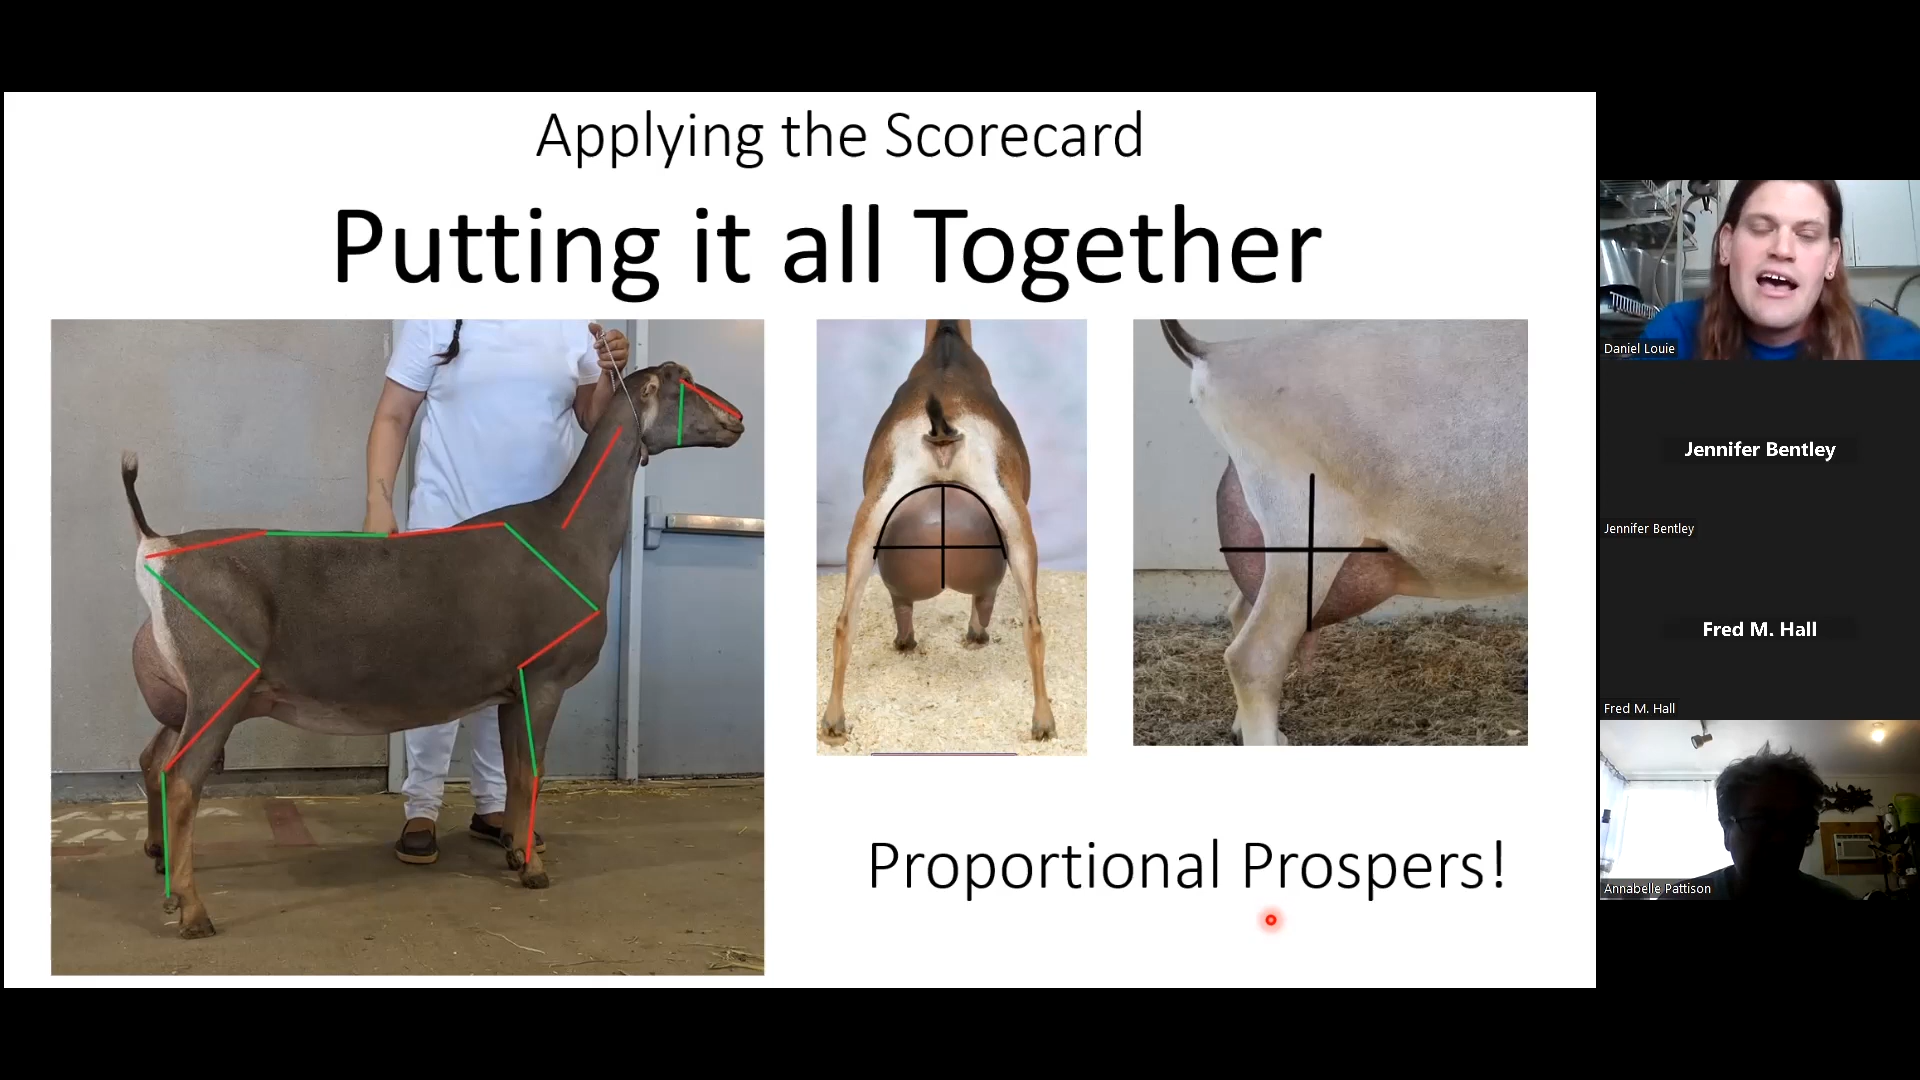 Applying the Scorecard
Putting it all Together
Proportional Prospers!
Daniel Louie
Jennifer Bentley
Jennifer Bentley
Fred M. Hall
Fred M. Hall
Annabelle Pattison